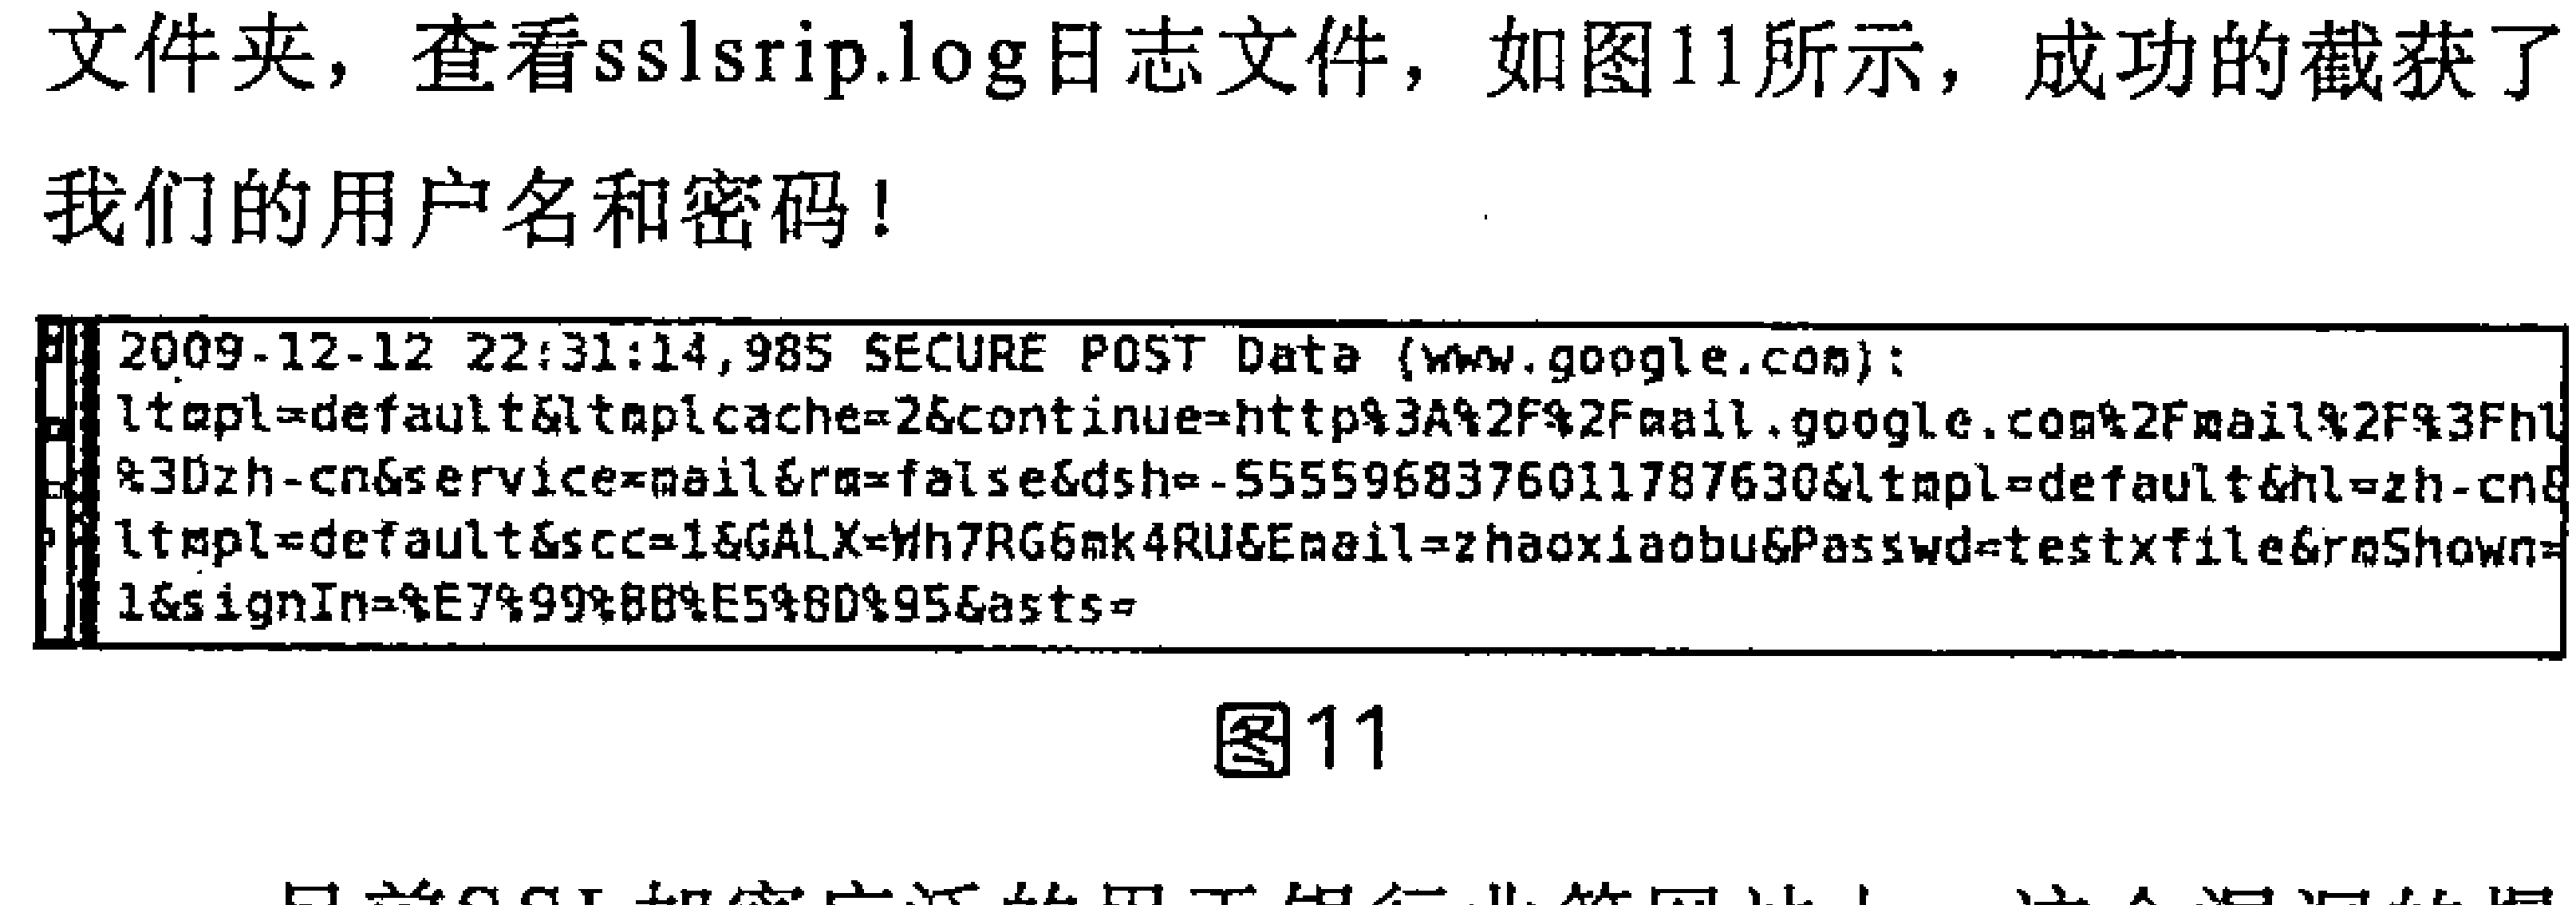 文件夹，查看sslsrip.log日志文件，如图11所示，成功的截获了
我们的用户名和密码！
2009-12-12 22:31:14,985 SECURE POST Data (www.google.com):
ltmpl=default&ltmplcache=2&continue=http%3A%2F%2Fmail.google.com%2Fmail%2F%3Fhl
%3Dzh-cn&service=mail&rm=false&dsh=-5555968376011787630&ltmpl=default&hl=zh-cn&
ltmpl=default&scc=1&GALX=Wh7RG6mk4RU&Email=zhaoxiaobu&Passwd=testxfile&rmShown=
1&signIn=%E7%99%BB%E5%BD%95&asts=
图11